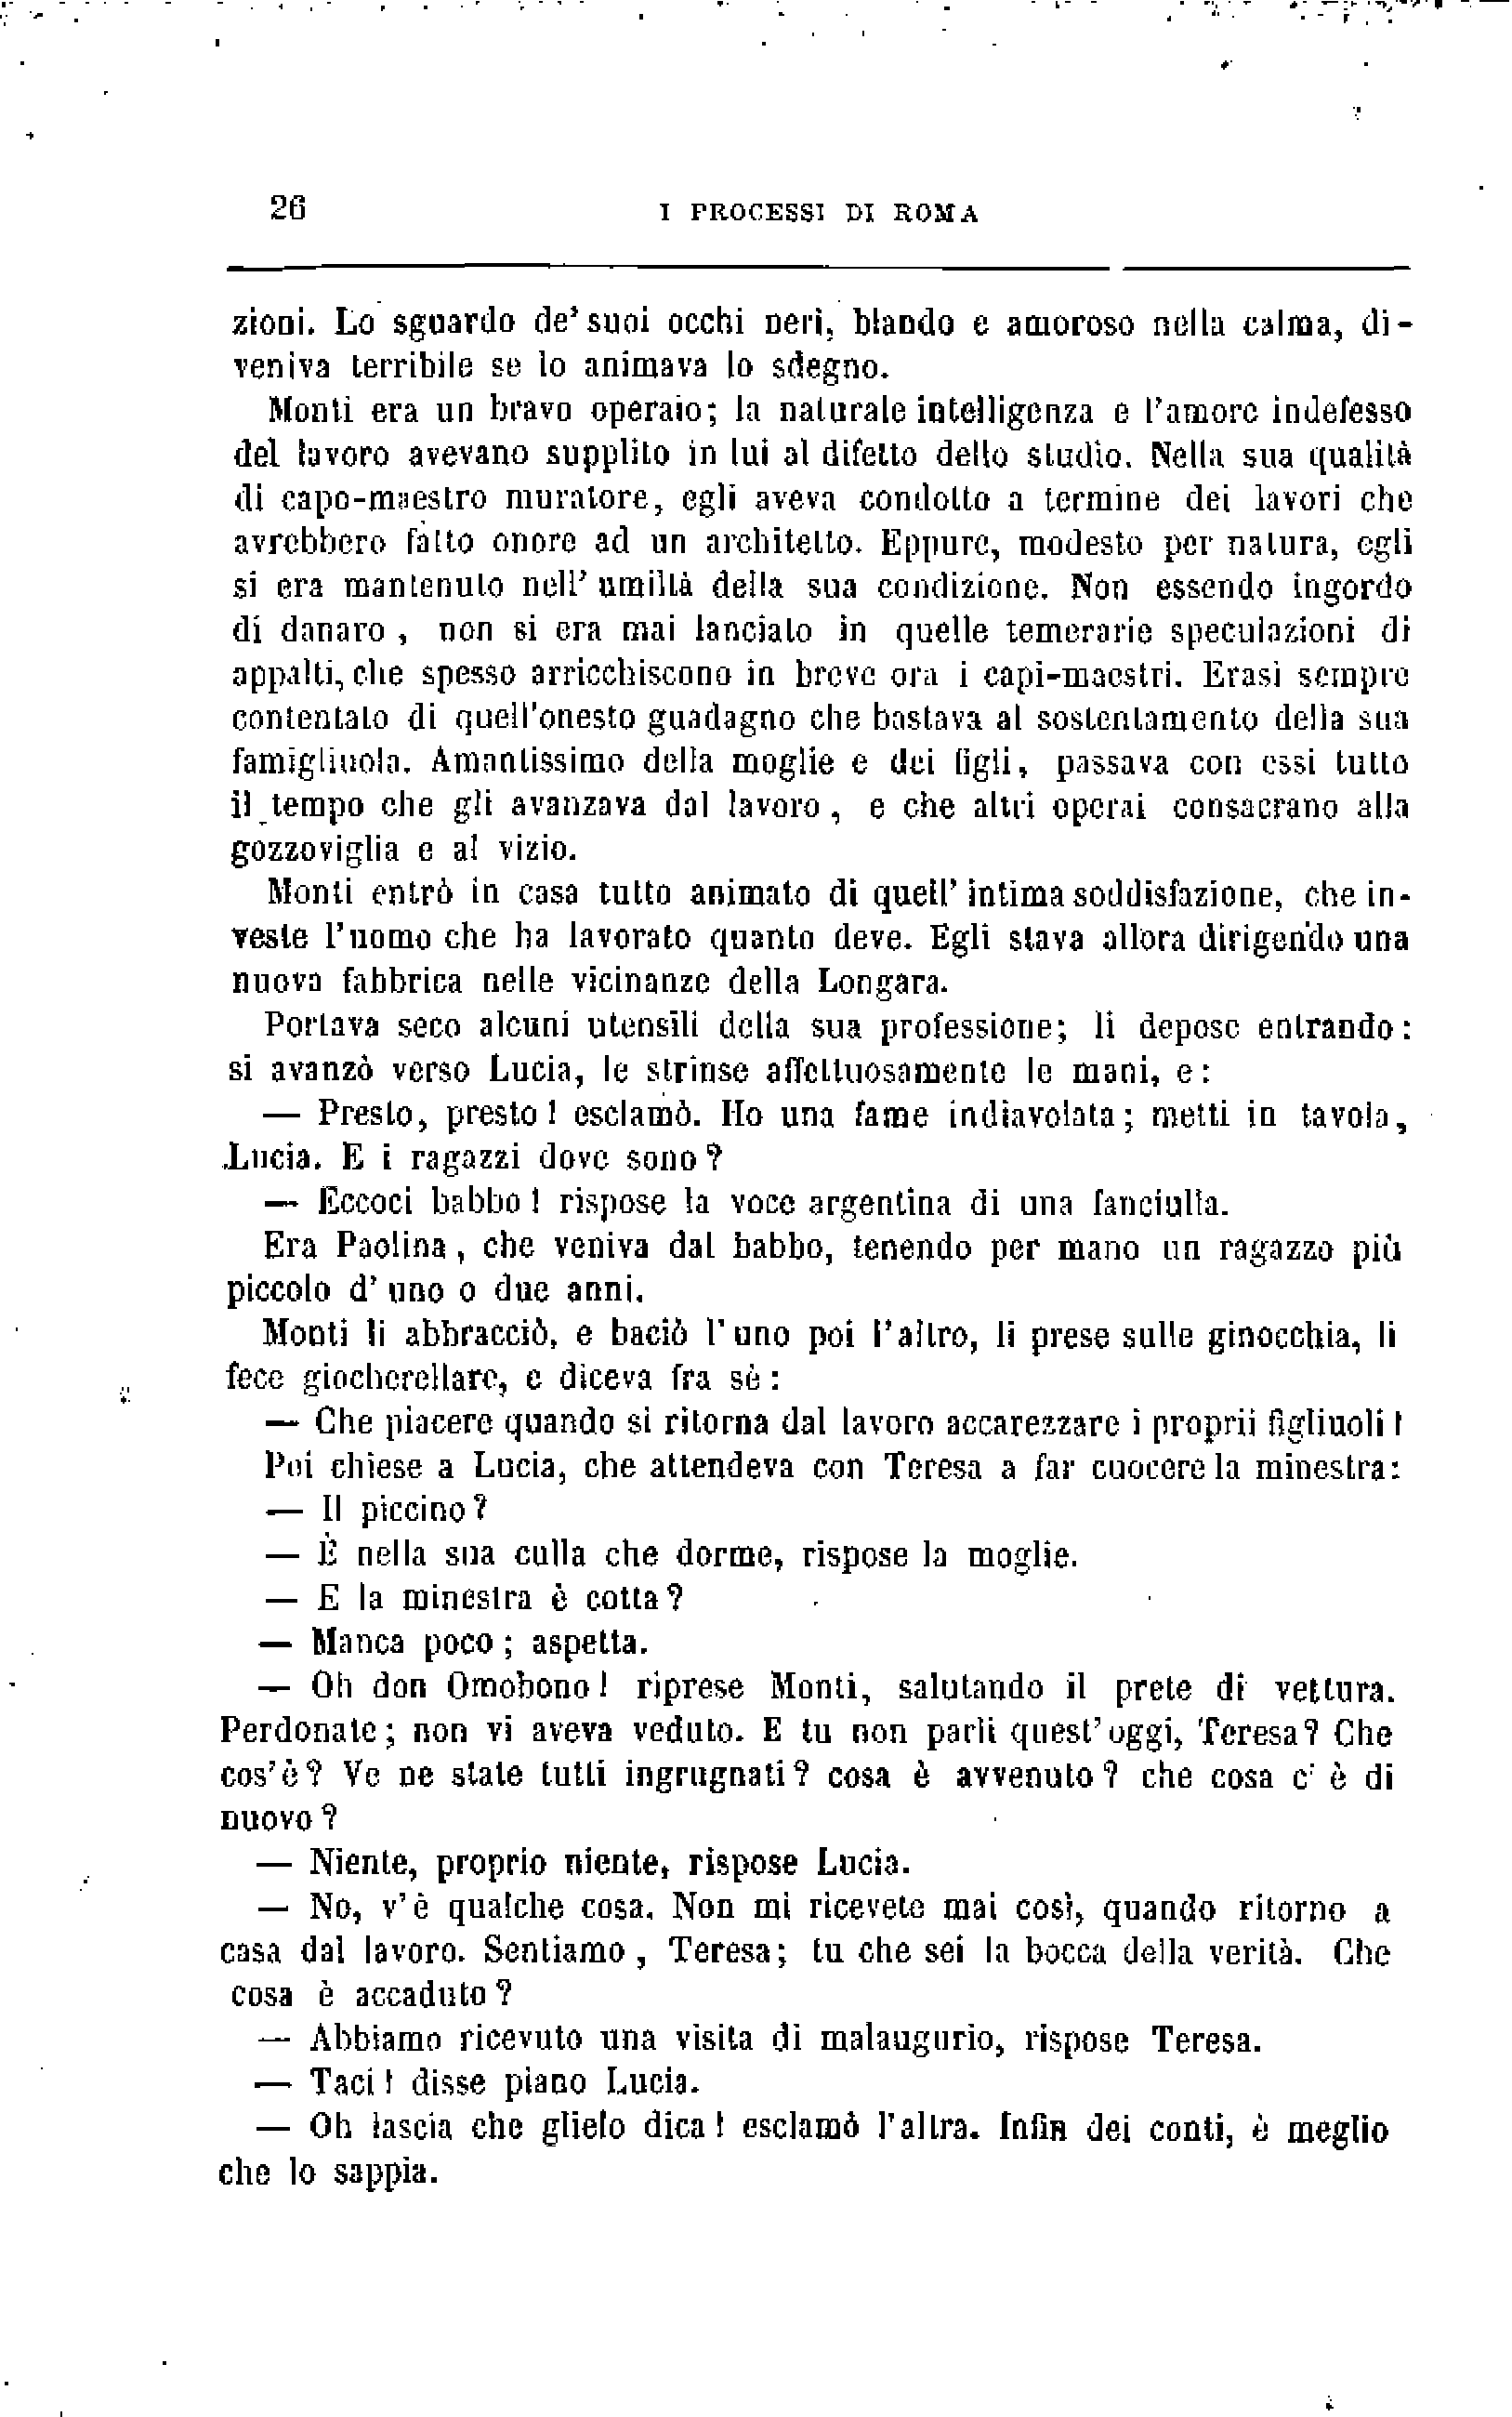 26 I PROCESSI DI ROMA
zioni. Lo sguardo de' suoi occhi neri, blando e amoroso nella calma, di-
veniva terribile se lo animava lo sdegno.
Monti era un bravo operaio; la naturale intelligenza e l'amore indefesso
del lavoro avevano supplito in lui al difetto dello studio. Nella sua qualità
di capo-maestro muratore, egli aveva condotto a termine dei lavori che
avrebbero fatto onore ad un architetto. Eppure, modesto per natura, egli
si era mantenuto nell' umiltà della sua condizione. Non essendo ingordo
di danaro, non si era mai lanciato in quelle temerarie speculazioni di
appalti, che spesso arricchiscono in breve ora i capi-maestri. Erasi sempre
contentato di quell'onesto guadagno che bastava al sostentamento della sua
famigliuola. Amantissimo della moglie e dei figli, passava con essi tutto
il tempo che gli avanzava dal lavoro, e che altri operai consacrano alla
gozzoviglia e al vizio.
Monti entrò in casa tutto animato di quell' intima soddisfazione, che in-
veste l'uomo che ha lavorato quanto deve. Egli stava allora dirigendo una
nuova fabbrica nelle vicinanze della Longara.
Portava seco alcuni utensili della sua professione; li depose entrando:
si avanzò verso Lucia, le strinse affettuosamente le mani, e:
— Presto, presto! esclamò. Ho una fame indiavolata; metti in tavola,
Lucia. E i ragazzi dove sono?
— Eccoci babbo! rispose la voce argentina di una fanciulla.
Era Paolina, che veniva dal babbo, tenendo per mano un ragazzo più
piccolo d' uno o due anni.
Monti li abbracciò, e baciò l' uno poi l'altro, li prese sulle ginocchia, li
fece giocherellare, e diceva fra sè:
— Che piacere quando si ritorna dal lavoro accarezzare i proprii figliuoli!
Poi chiese a Lucia, che attendeva con Teresa a far cuocere la minestra:
— Il piccino?
— È nella sua culla che dorme, rispose la moglie.
— E la minestra è cotta?
— Manca poco; aspetta.
— Oh don Omobono! riprese Monti, salutando il prete di vettura.
Perdonate; non vi aveva veduto. E tu non parli quest' oggi, Teresa? Che
cos'è? Ve ne state tutti ingrugnati? cosa è avvenuto? che cosa c' è di
nuovo?
— Niente, proprio niente, rispose Lucia.
— No, v' è qualche cosa. Non mi ricevete mai così, quando ritorno a
casa dal lavoro. Sentiamo, Teresa; tu che sei la bocca della verità. Che
cosa è accaduto?
— Abbiamo ricevuto una visita di malaugurio, rispose Teresa.
— Taci! disse piano Lucia.
— Oh lascia che glielo dica! esclamò l'altra. Infin dei conti, è meglio
che lo sappia.